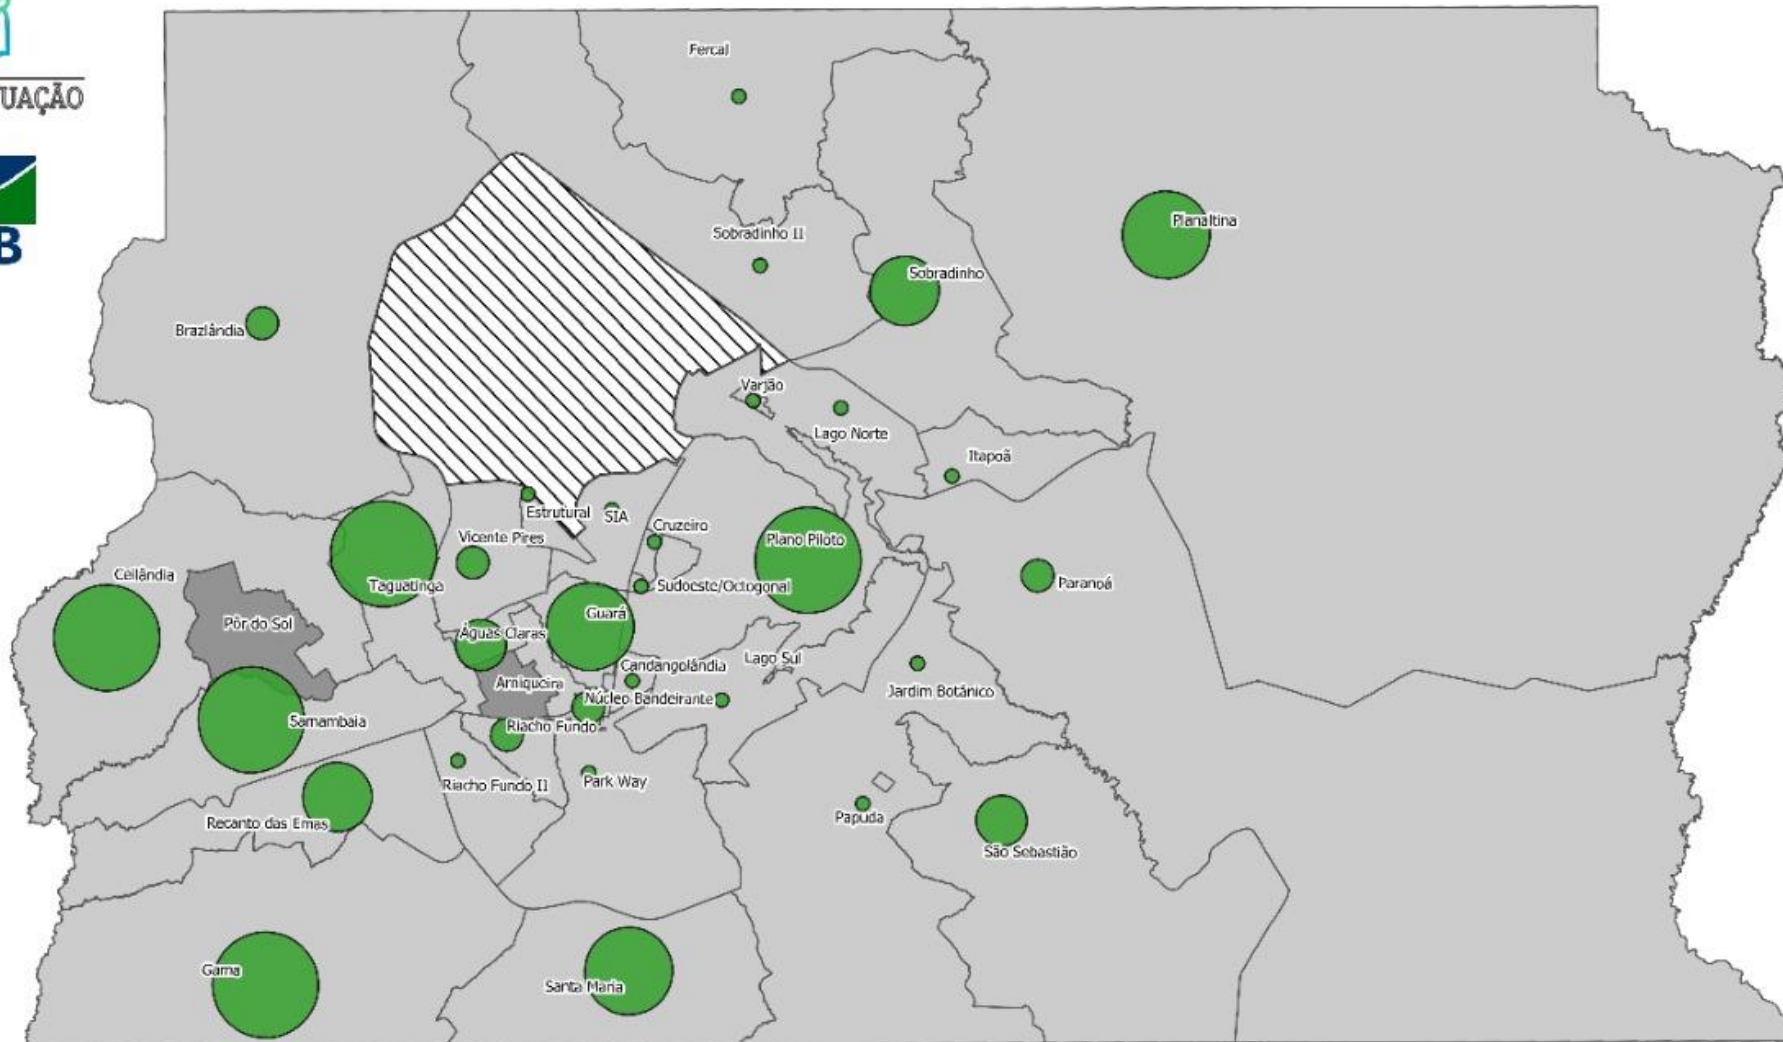 UAÇÃO
B
Fercal
Planaltina
Sobradinho II
Sobradinho
Brazlândia
Varjão
Lago Norte
Itapoã
Estrutural
SIA
Cruzeiro
Vicente Pires
Plano Piloto
Ceilândia
Taguatinga
Sudoeste/Octogonal
Paranoá
Pôr do Sol
Guará
Águas Claras
Candangolândia
Lago Sul
Arniqueira
Núcleo Bandeirante
Jardim Botânico
Samambaia
Riacho Fundo
Riacho Fundo II
Park Way
Recanto das Emas
Papuda
São Sebastião
Gama
Santa Maria